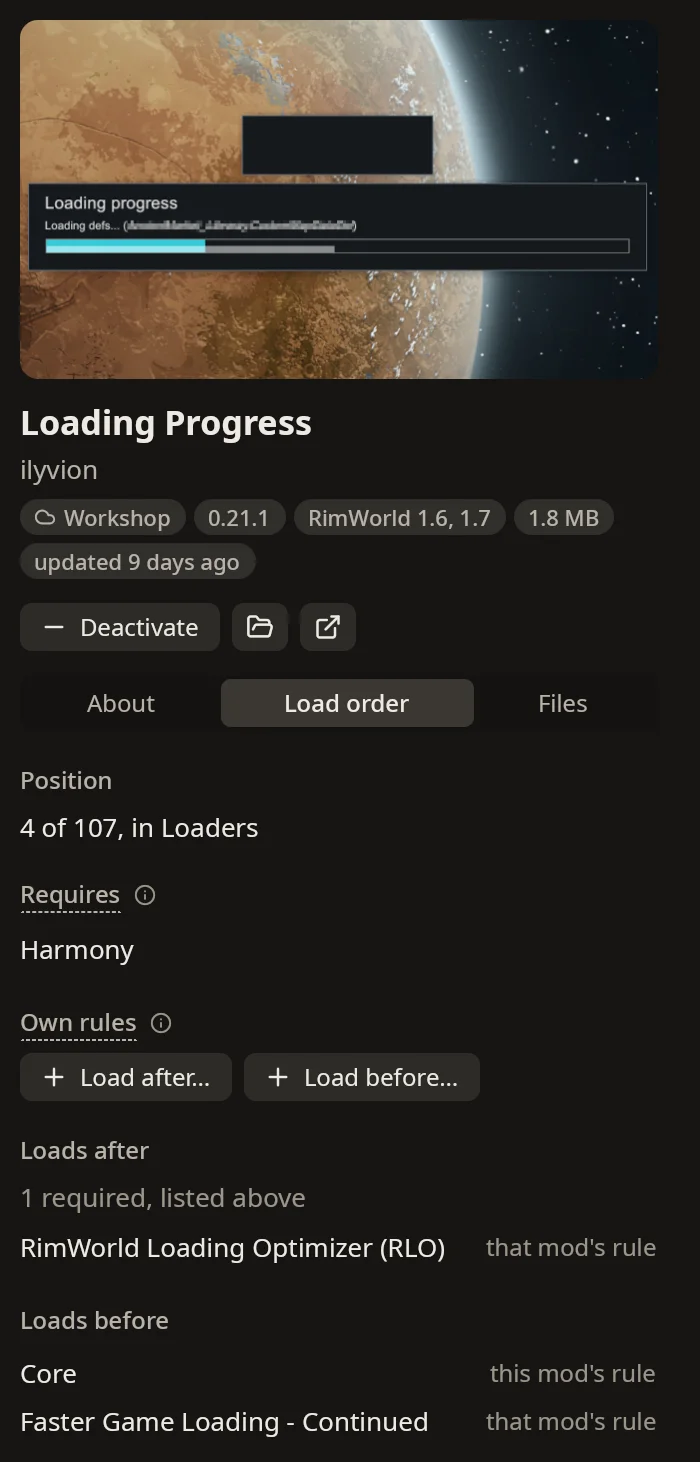 Loading progress
Loading defs... (
Loading Progress
ilyvion
Workshop 0.21.1 RimWorld 1.6, 1.7 1.8 MB
updated 9 days ago
Deactivate
About Load order Files
Position
4 of 107, in Loaders
Requires
Harmony
Own rules
Load after... Load before...
Loads after
1 required, listed above
RimWorld Loading Optimizer (RLO) that mod's rule
Loads before
Core this mod's rule
Faster Game Loading - Continued that mod's rule